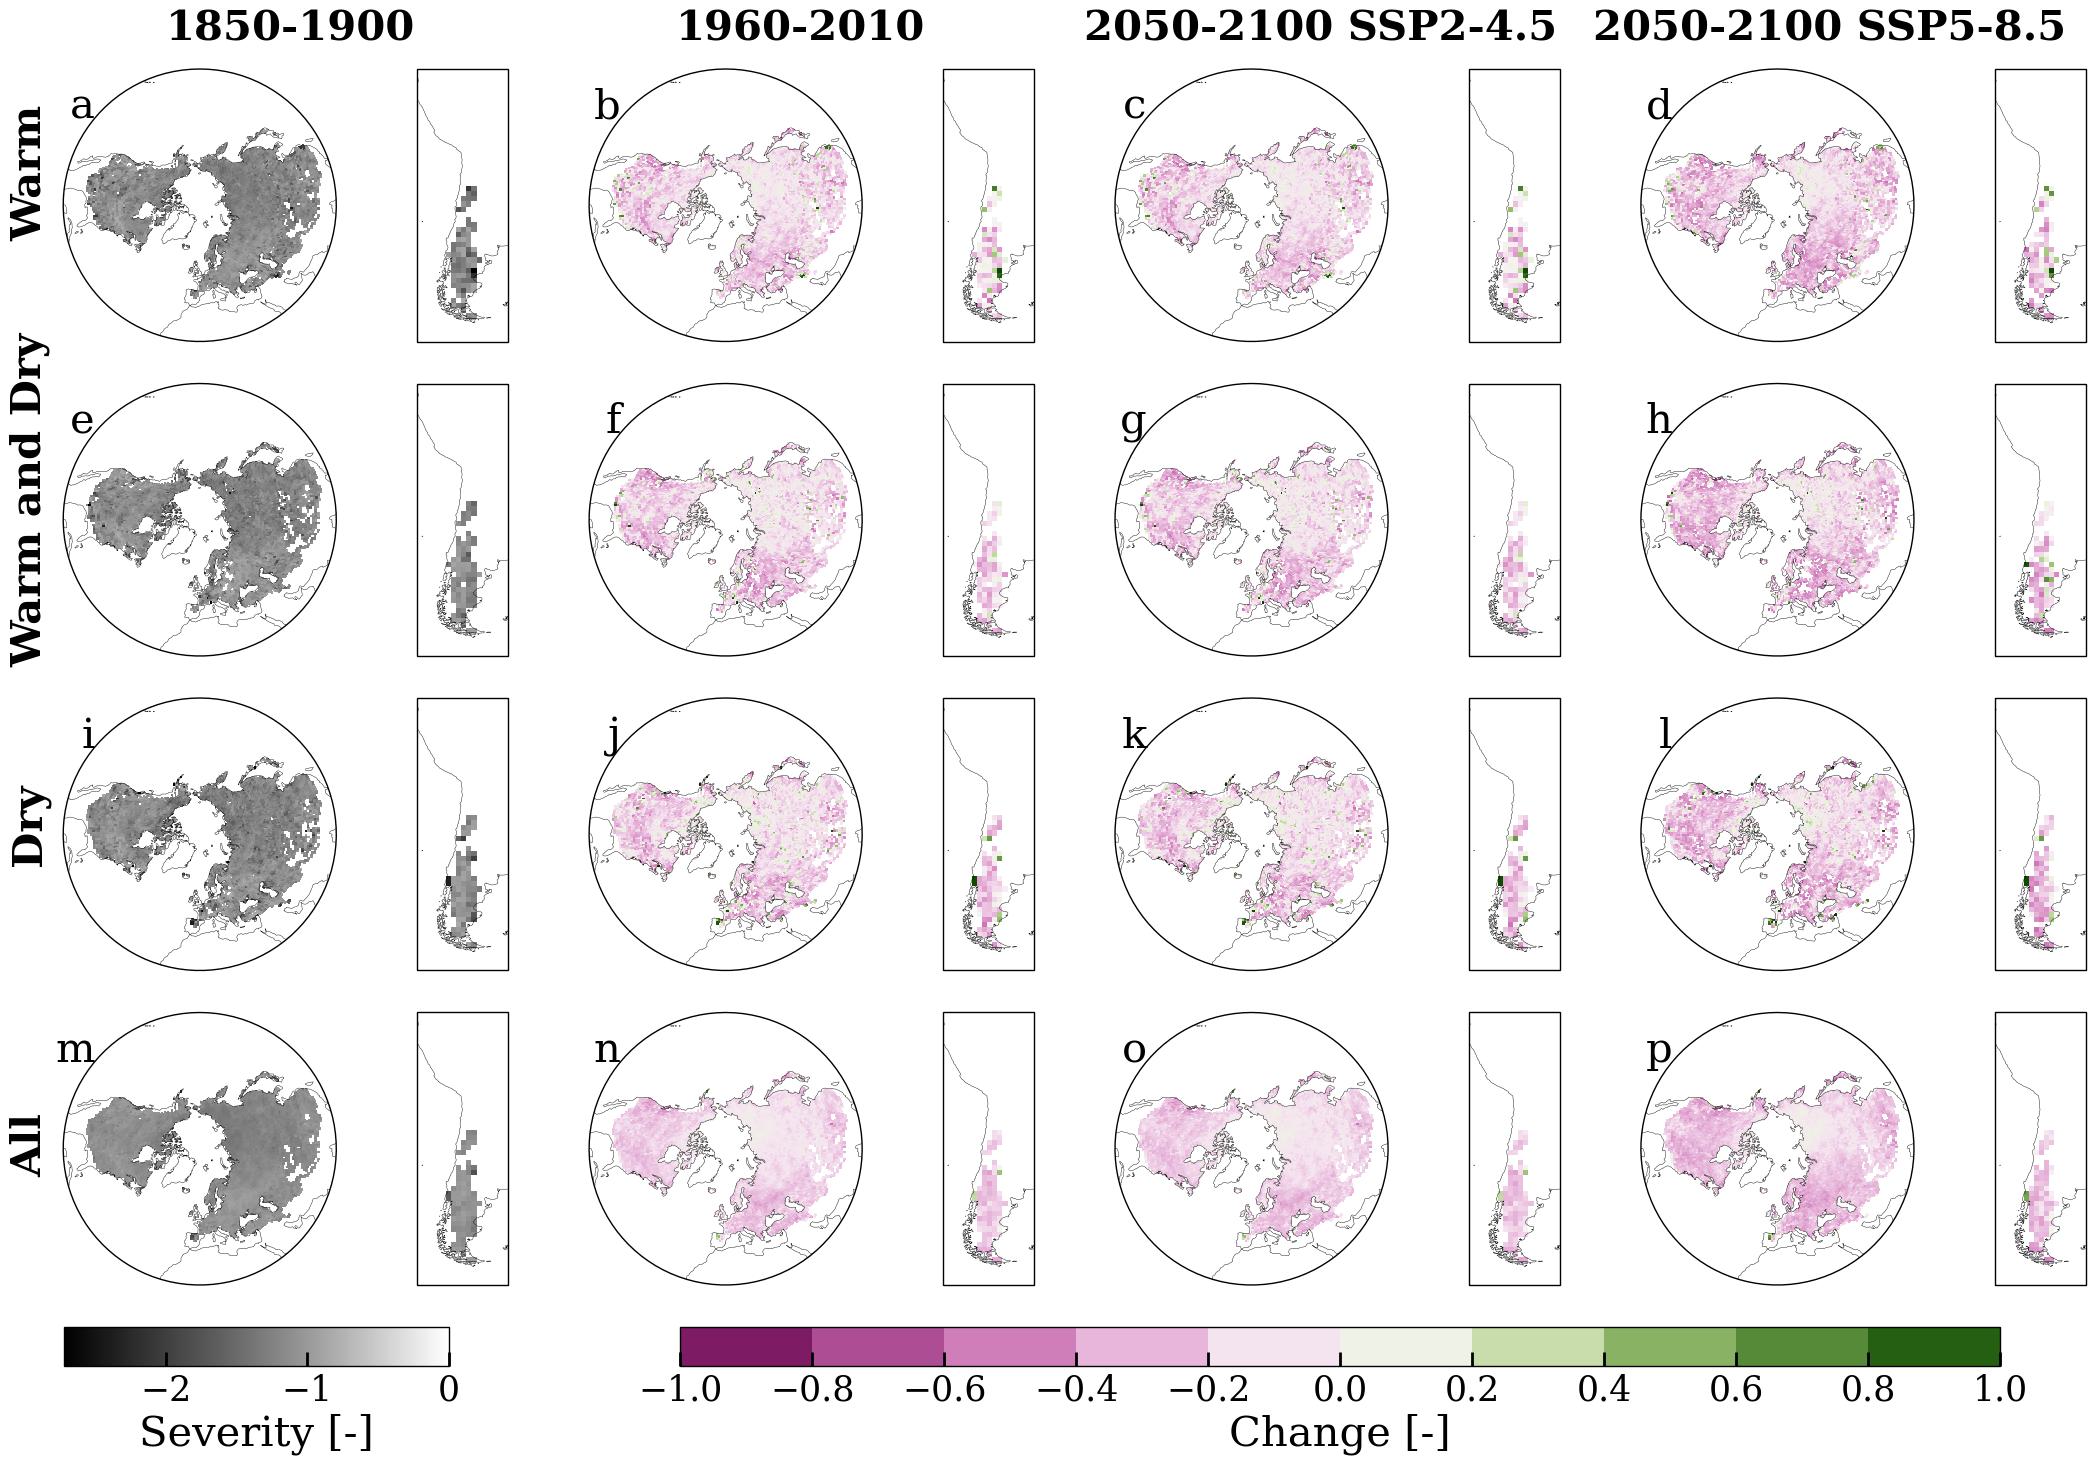 1850-1900 1960-2010 2050-2100 SSP2-4.5 2050-2100 SSP5-8.5
Warm
a b c d
Warm and Dry
e f g h
Dry
i j k l
All
m n o p
−2 −1 0
Severity [-]
−1.0 −0.8 −0.6 −0.4 −0.2 0.0 0.2 0.4 0.6 0.8 1.0
Change [-]